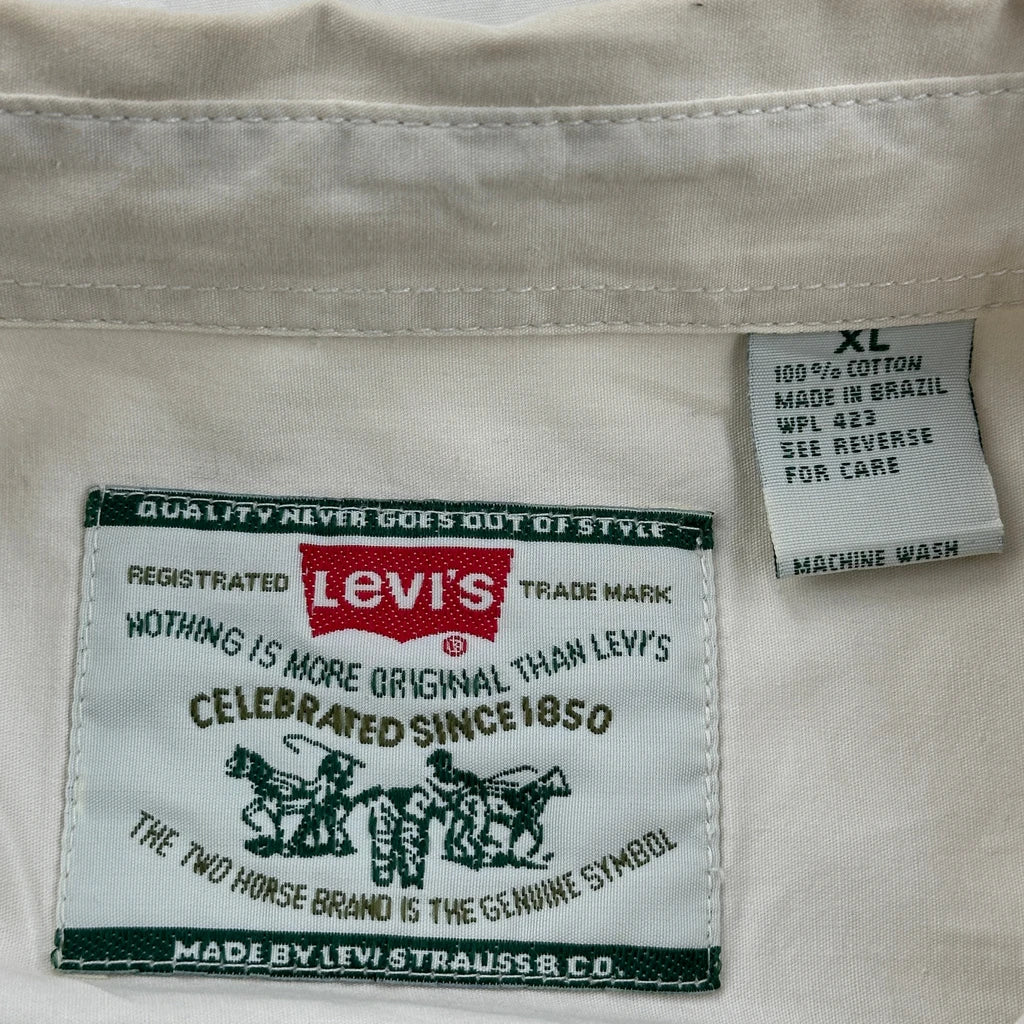 XL
100% COTTON
MADE IN BRAZIL
WPL 423
SEE REVERSE
FOR CARE
MACHINE WASH
QUALITY NEVER GOES OUT OF STYLE
REGISTRATED LEVI'S TRADE MARK
NOTHING IS MORE ORIGINAL THAN LEVI'S
CELEBRATED SINCE 1850
THE TWO HORSE BRAND IS THE GENUINE SYMBOL
MADE BY LEVI STRAUSS & CO.